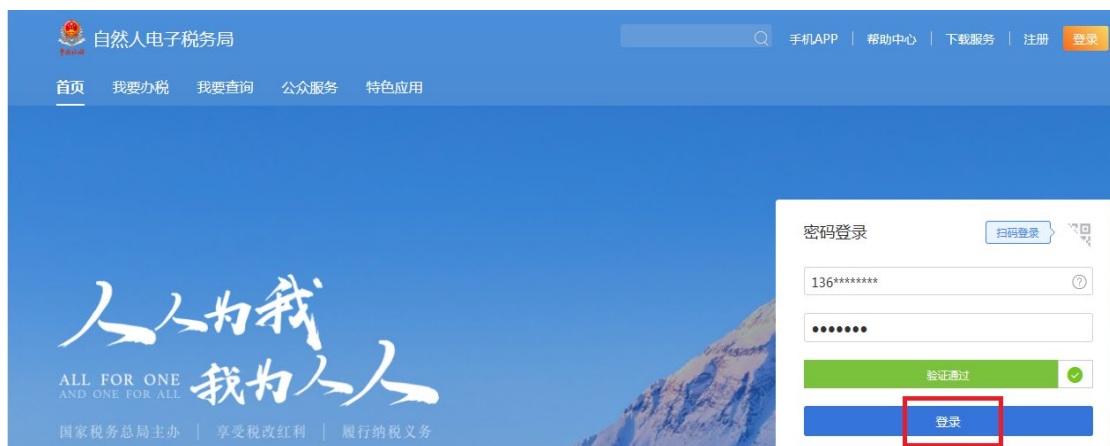 自然人电子税务局
手机APP | 帮助中心 | 下载服务 | 注册 登录
首页 我要办税 我要查询 公众服务 特色应用
密码登录 扫码登录
136********
•••••••
验证通过
登录
人人为我
ALL FOR ONE
AND ONE FOR ALL
我为人人
国家税务总局主办 | 享受税改红利 | 履行纳税义务